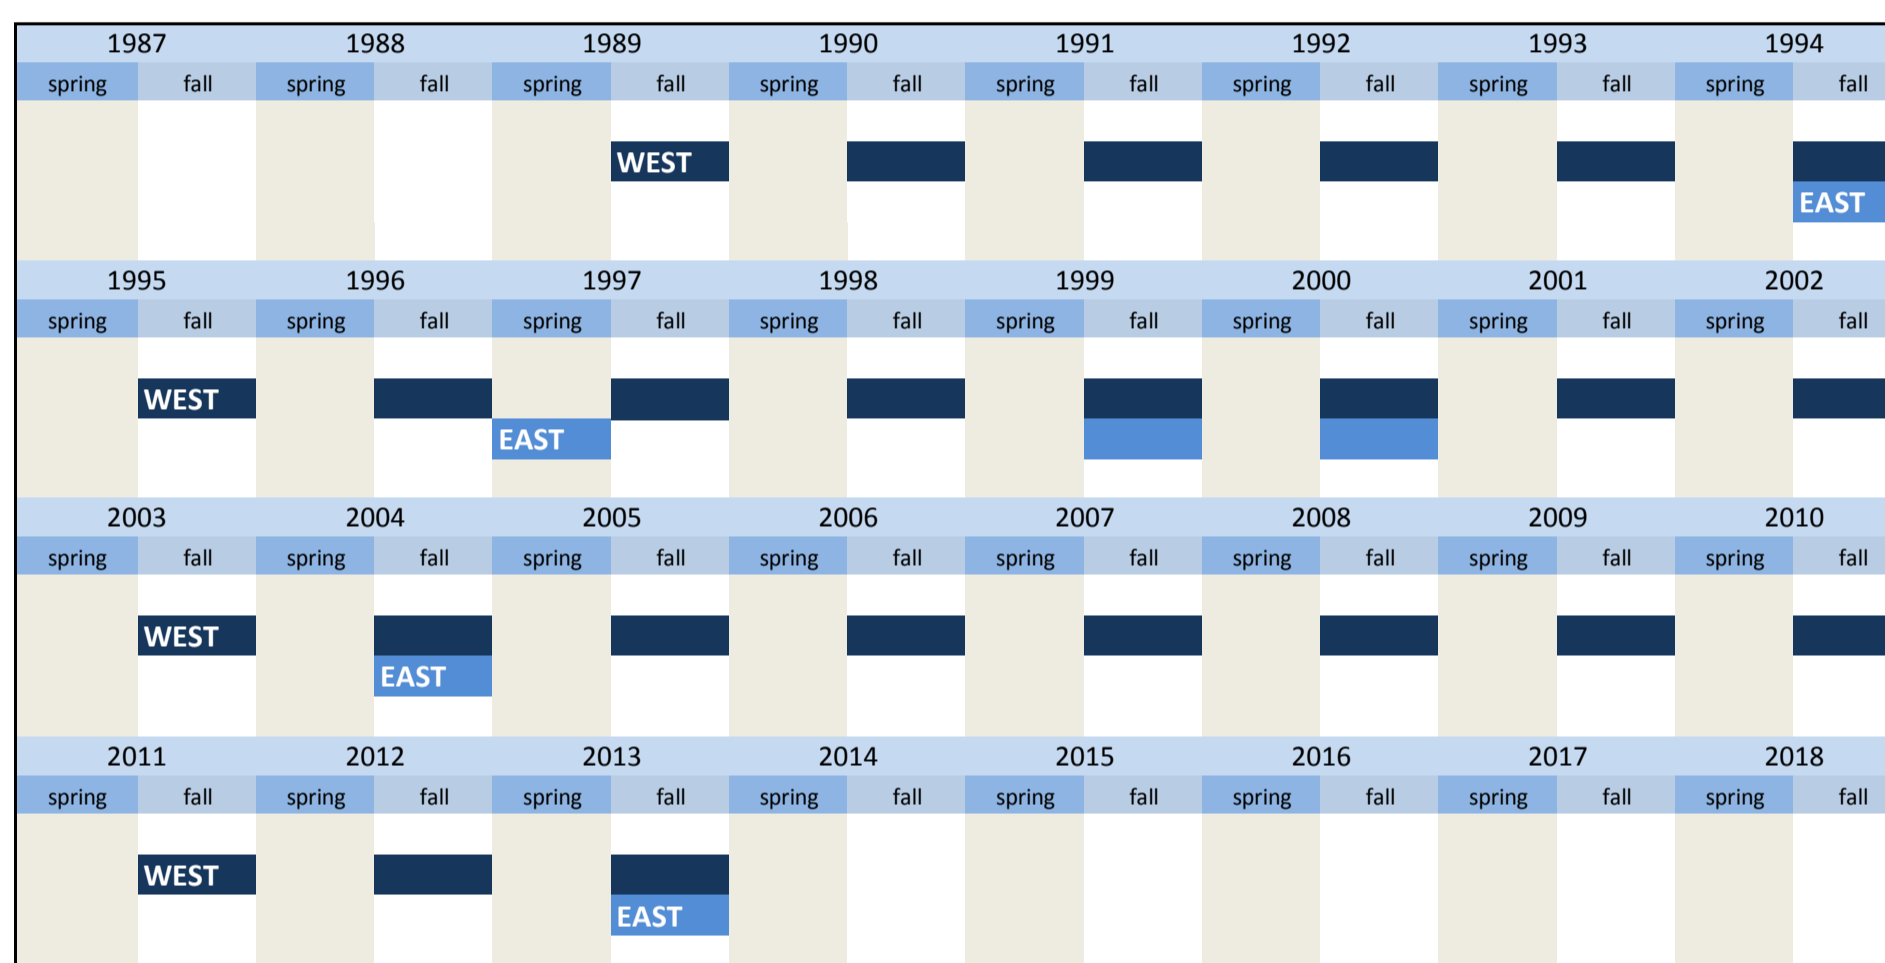 1987 1988 1989 1990 1991 1992 1993 1994
spring fall spring fall spring fall spring fall spring fall spring fall spring fall spring fall
WEST
EAST
1995 1996 1997 1998 1999 2000 2001 2002
spring fall spring fall spring fall spring fall spring fall spring fall spring fall spring fall
WEST
EAST
2003 2004 2005 2006 2007 2008 2009 2010
spring fall spring fall spring fall spring fall spring fall spring fall spring fall spring fall
WEST
EAST
2011 2012 2013 2014 2015 2016 2017 2018
spring fall spring fall spring fall spring fall spring fall spring fall spring fall spring fall
WEST
EAST